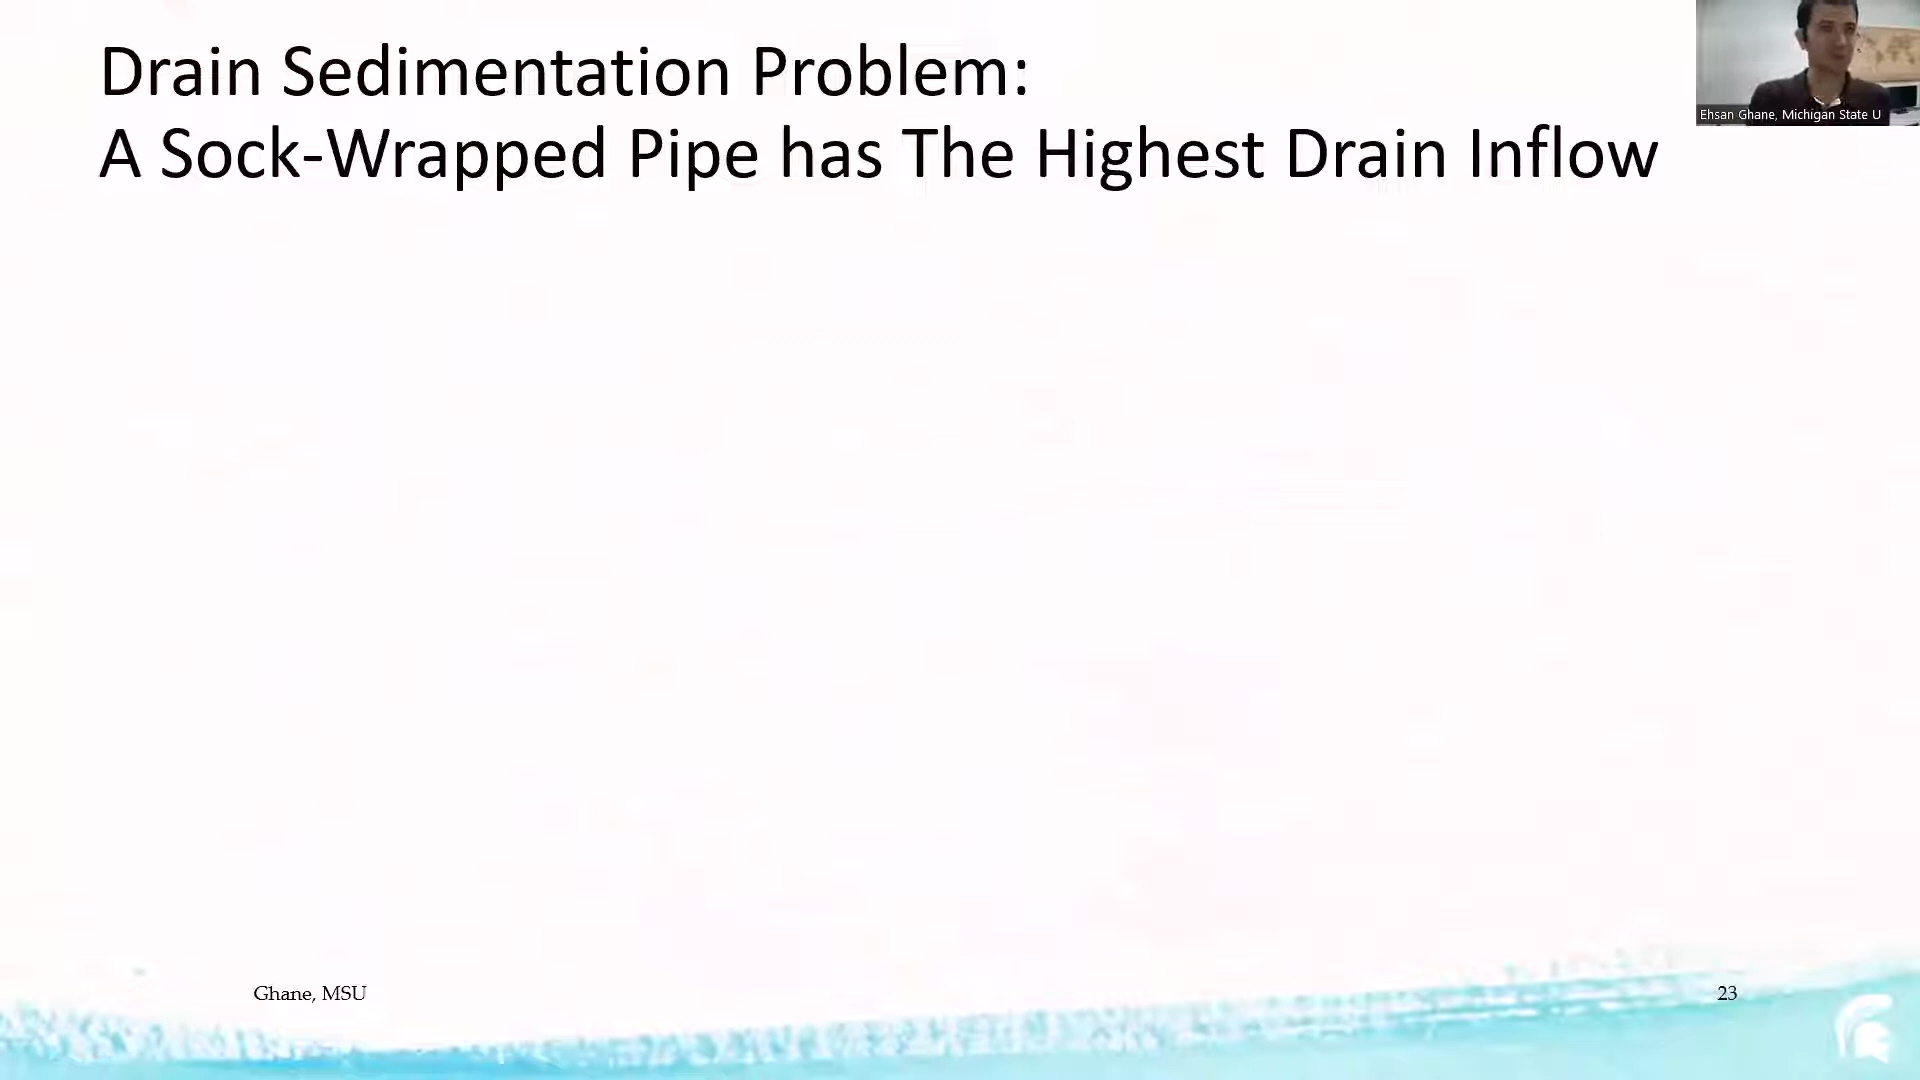 Drain Sedimentation Problem:
A Sock-Wrapped Pipe has The Highest Drain Inflow
Ehsan Ghane, Michigan State U
Ghane, MSU
23